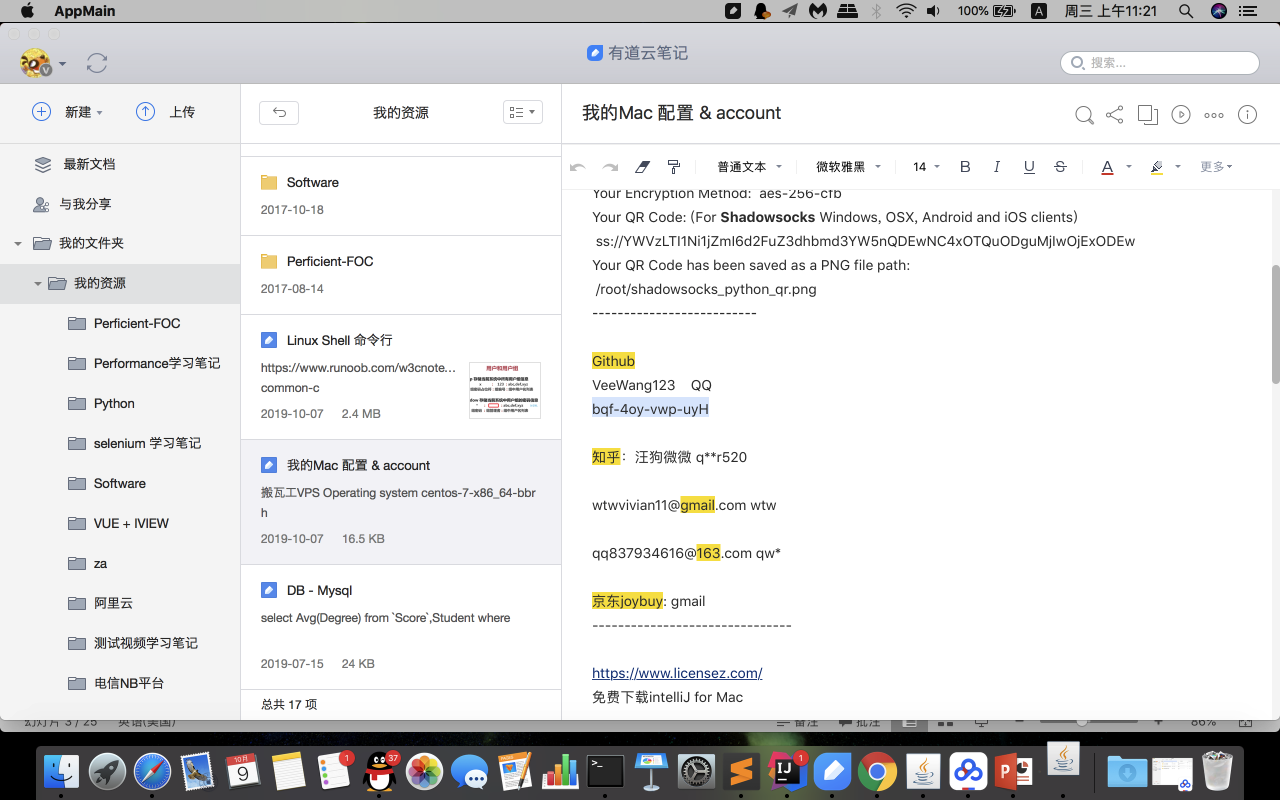 AppMain
100%
A
周三 上午11:21
有道云笔记
搜索...
新建
上传
最新文档
与我分享
我的文件夹
我的资源
Perficient-FOC
Performance学习笔记
Python
selenium 学习笔记
Software
VUE + IVIEW
za
阿里云
测试视频学习笔记
电信NB平台
我的资源
Software
2017-10-18
Perficient-FOC
2017-08-14
Linux Shell 命令行
https://www.runoob.com/w3cnote...
common-c
2019-10-07 2.4 MB
用户和用户组
我的Mac 配置 & account
搬瓦工VPS Operating system centos-7-x86_64-bbr
h
2019-10-07 16.5 KB
DB - Mysql
select Avg(Degree) from `Score`,Student where
2019-07-15 24 KB
总共 17 项
我的Mac 配置 & account
普通文本 微软雅黑 14 B I U S A 更多
Your Encryption Method: aes-256-cfb
Your QR Code: (For Shadowsocks Windows, OSX, Android and iOS clients)
ss://YWVzLTI1Ni1jZmI6d2FuZ3dhbmd3YW5nQDEwNC4xOTQuODguMjIwOjExODEw
Your QR Code has been saved as a PNG file path:
/root/shadowsocks_python_qr.png
--------------------------
Github
VeeWang123 QQ
bqf-4oy-vwp-uyH
知乎：汪狗微微 q**r520
wtwvivian11@gmail.com wtw
qq837934616@163.com qw*
京东joybuy: gmail
-------------------------------
https://www.licensez.com/
免费下载intelliJ for Mac
幻灯片 3 / 25 英语(美国)
备注 批注 86%
10月
9
1
37
1